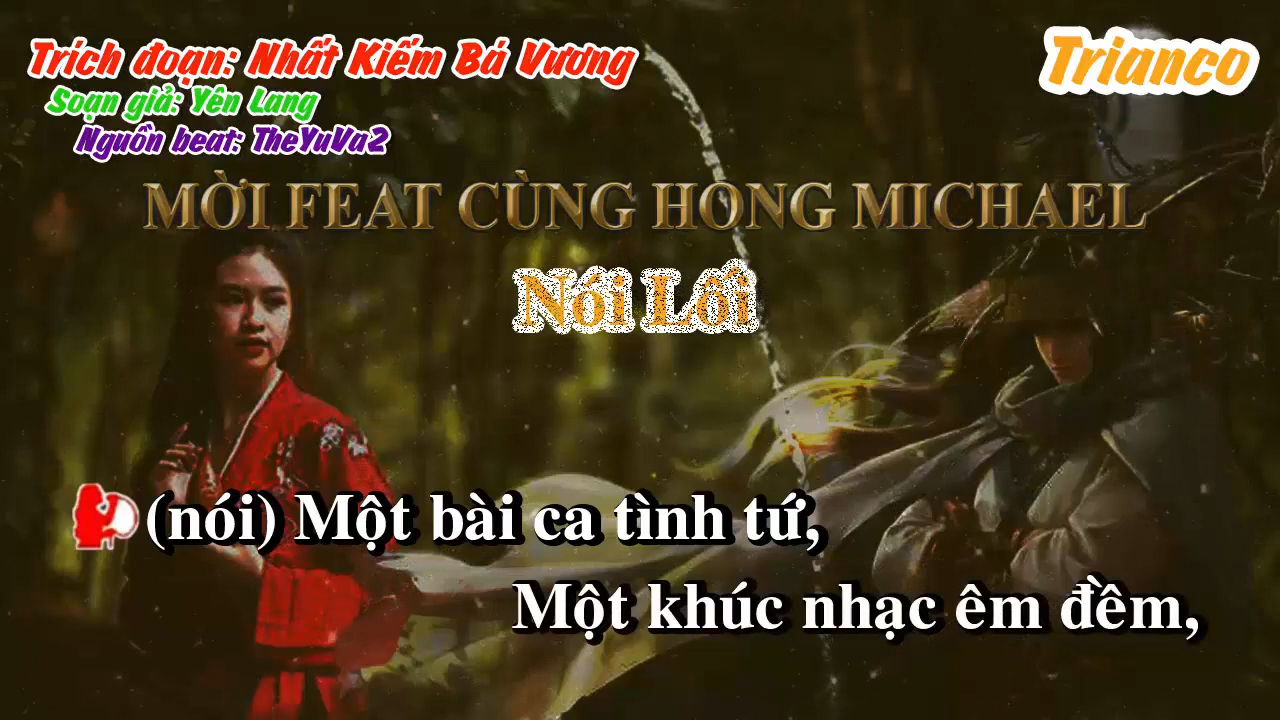 Trích đoạn: Nhất Kiếm Bá Vương
Trianco
Soạn giả: Yên Lang
Nguồn beat: TheYuVa2
MỜI FEAT CÙNG HONG MICHAEL
Nói Lối
(nói) Một bài ca tình tứ,
Một khúc nhạc êm đềm,